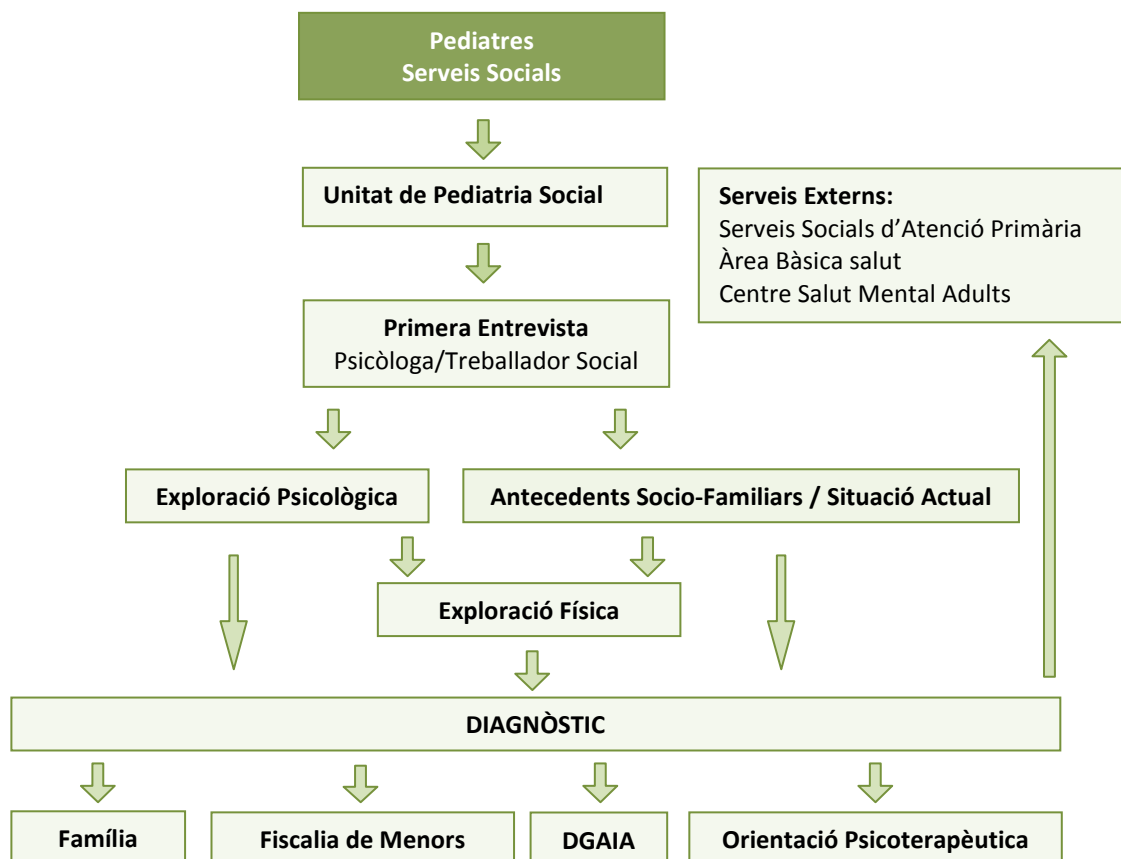 Pediatres
Serveis Socials
Unitat de Pediatria Social
Serveis Externs:
Serveis Socials d'Atenció Primària
Àrea Bàsica salut
Centre Salut Mental Adults
Primera Entrevista
Psicòloga/Treballador Social
Exploració Psicològica
Antecedents Socio-Familiars / Situació Actual
Exploració Física
DIAGNÒSTIC
Família
Fiscalia de Menors
DGAIA
Orientació Psicoterapèutica